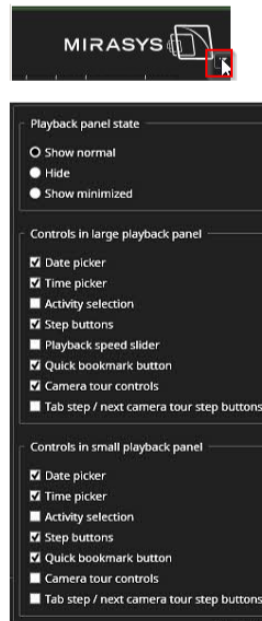 MIRASYS
Playback panel state
Show normal
Hide
Show minimized
Controls in large playback panel
Date picker
Time picker
Activity selection
Step buttons
Playback speed slider
Quick bookmark button
Camera tour controls
Tab step / next camera tour step buttons
Controls in small playback panel
Date picker
Time picker
Activity selection
Step buttons
Quick bookmark button
Camera tour controls
Tab step / next camera tour step buttons